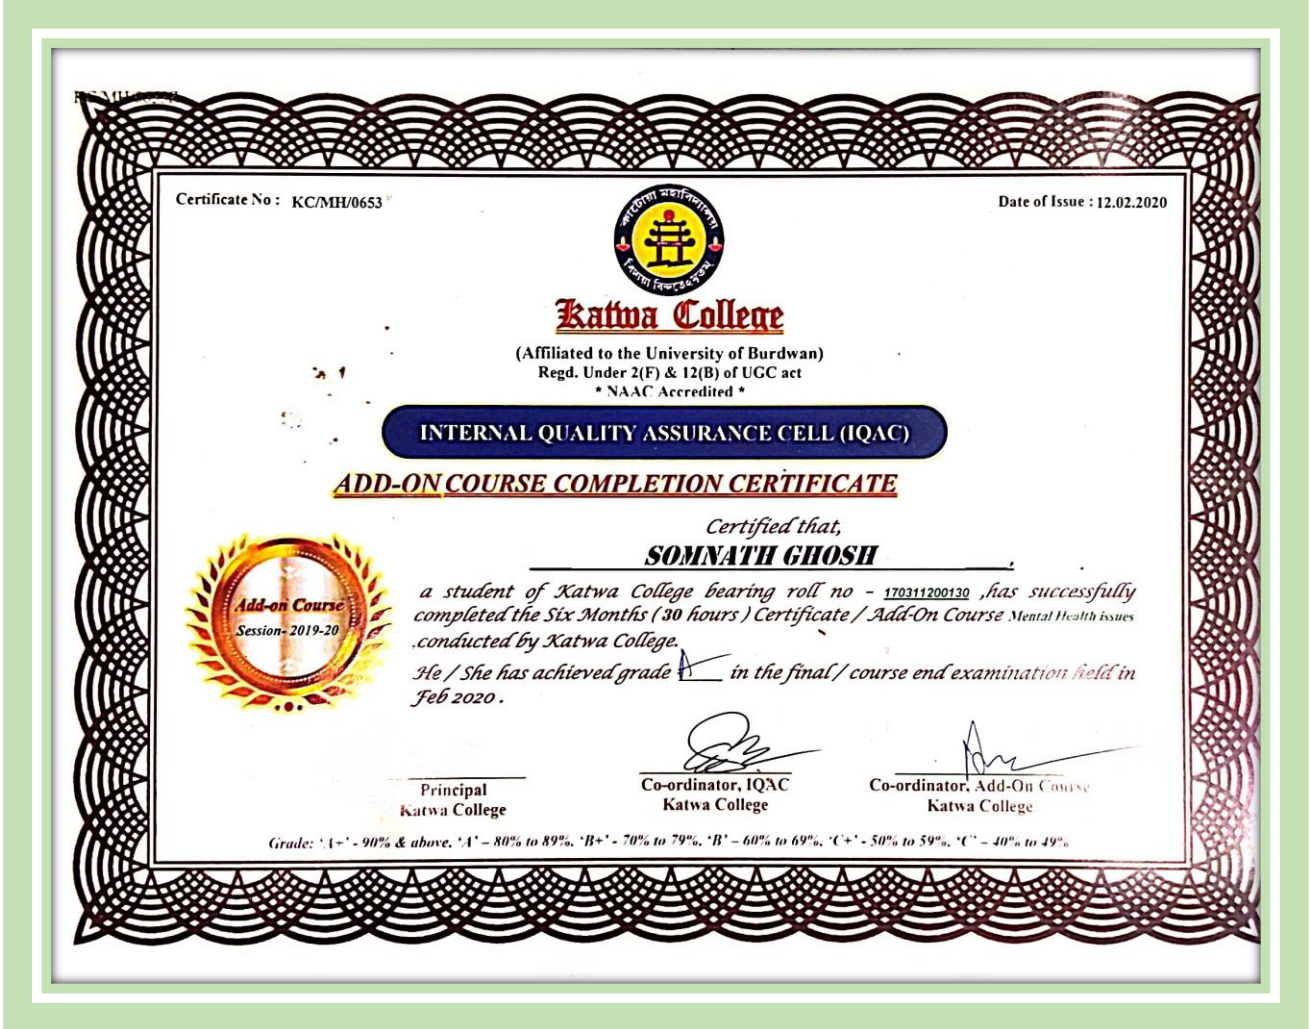 Certificate No : KC/MH/0653
Date of Issue : 12.02.2020
কাটোয়া মহাবিদ্যালয়
Katwa College
(Affiliated to the University of Burdwan)
Regd. Under 2(F) & 12(B) of UGC act
* NAAC Accredited *
INTERNAL QUALITY ASSURANCE CELL (IQAC)
ADD-ON COURSE COMPLETION CERTIFICATE
Certified that,
SOMNATH GHOSH
Add-on Course
Session- 2019-20
a student of Katwa College bearing roll no - 170311200130 ,has successfully
completed the Six Months ( 30 hours ) Certificate / Add-On Course Mental Health issues
.conducted by Katwa College.
He / She has achieved grade A in the final / course end examination held in
Feb 2020 .
Principal
Katwa College
Co-ordinator, IQAC
Katwa College
Co-ordinator, Add-On Course
Katwa College
Grade: 'A+' - 90% & above, 'A' – 80% to 89%, 'B+' - 70% to 79%, 'B' – 60% to 69%, 'C+' - 50% to 59%, 'C' – 40% to 49%